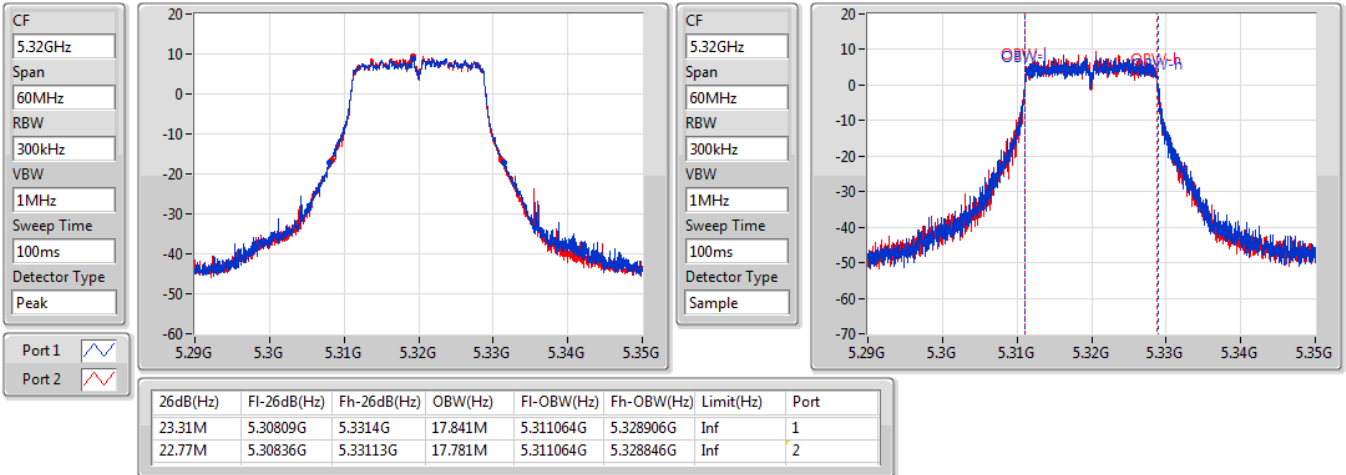 CF
5.32GHz
Span
60MHz
RBW
300kHz
VBW
1MHz
Sweep Time
100ms
Detector Type
Peak
Port 1
Port 2
20
10
0
-10
-20
-30
-40
-50
-60
5.29G 5.3G 5.31G 5.32G 5.33G 5.34G 5.35G
CF
5.32GHz
Span
60MHz
RBW
300kHz
VBW
1MHz
Sweep Time
100ms
Detector Type
Sample
20
10
0
-10
-20
-30
-40
-50
-60
-70
OBW-l OBW-h
5.29G 5.3G 5.31G 5.32G 5.33G 5.34G 5.35G
26dB(Hz) Fl-26dB(Hz) Fh-26dB(Hz) OBW(Hz) Fl-OBW(Hz) Fh-OBW(Hz) Limit(Hz) Port
23.31M 5.30809G 5.3314G 17.841M 5.311064G 5.328906G Inf 1
22.77M 5.30836G 5.33113G 17.781M 5.311064G 5.328846G Inf 2